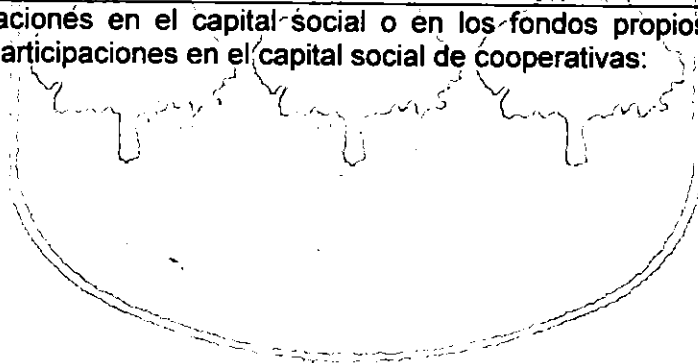 aciones en el capital social o en los fondos propios
articipaciones en el capital social de cooperativas: